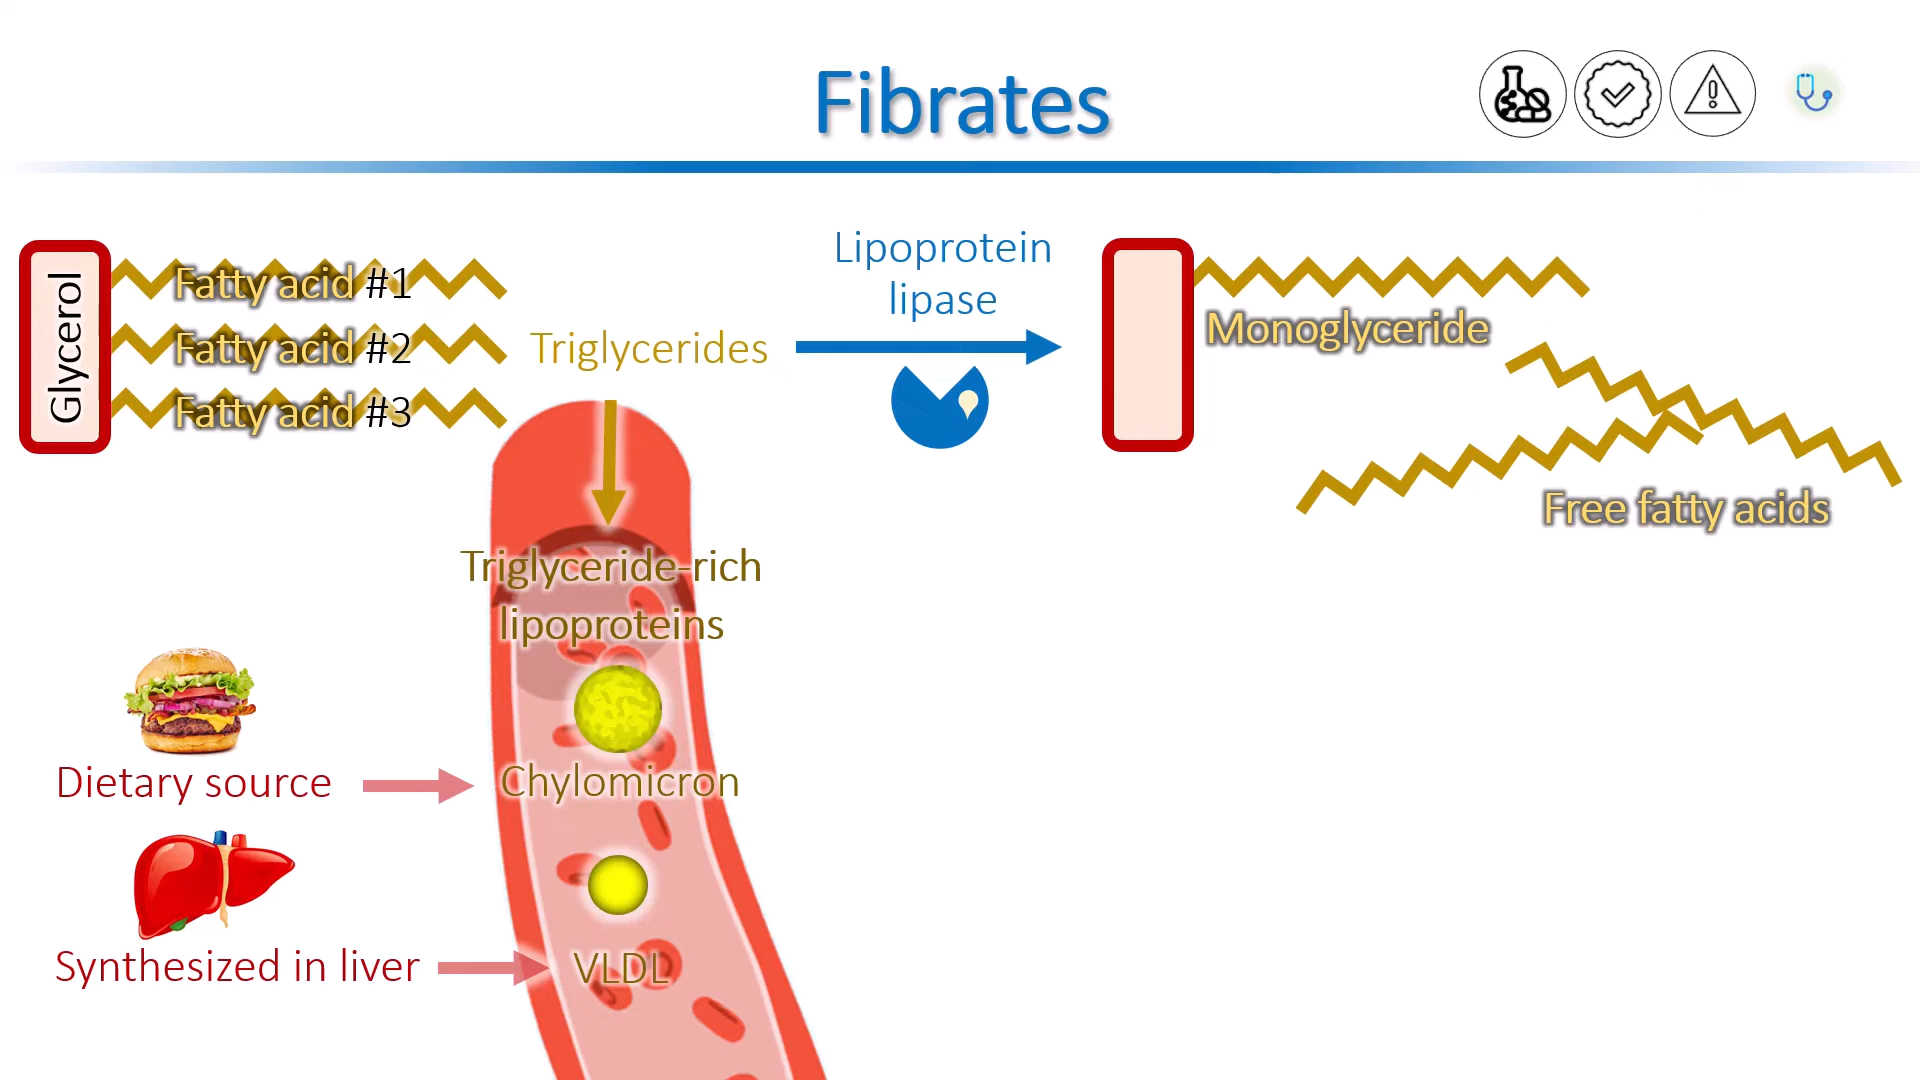 Fibrates
Glycerol
Fatty acid #1
Fatty acid #2
Fatty acid #3
Triglycerides
Lipoprotein
lipase
Monoglyceride
Free fatty acids
Triglyceride-rich
lipoproteins
Dietary source
Chylomicron
Synthesized in liver
VLDL